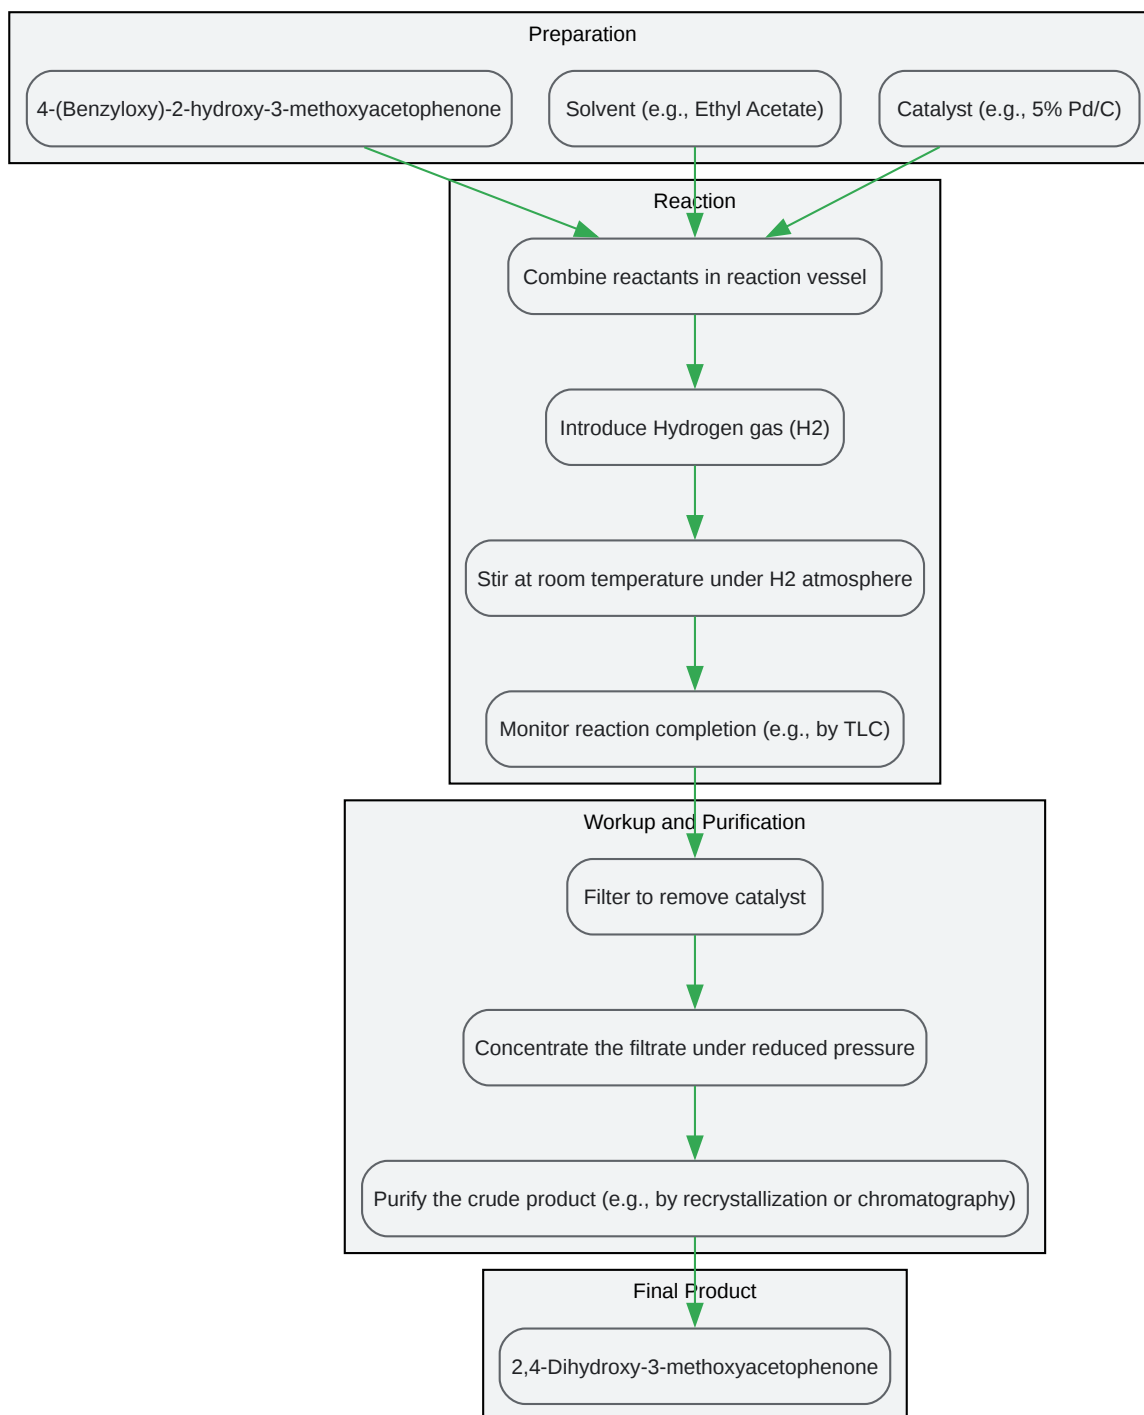 Preparation
4-(Benzyloxy)-2-hydroxy-3-methoxyacetophenone
Solvent (e.g., Ethyl Acetate)
Catalyst (e.g., 5% Pd/C)
Reaction
Combine reactants in reaction vessel
Introduce Hydrogen gas (H2)
Stir at room temperature under H2 atmosphere
Monitor reaction completion (e.g., by TLC)
Workup and Purification
Filter to remove catalyst
Concentrate the filtrate under reduced pressure
Purify the crude product (e.g., by recrystallization or chromatography)
Final Product
2,4-Dihydroxy-3-methoxyacetophenone